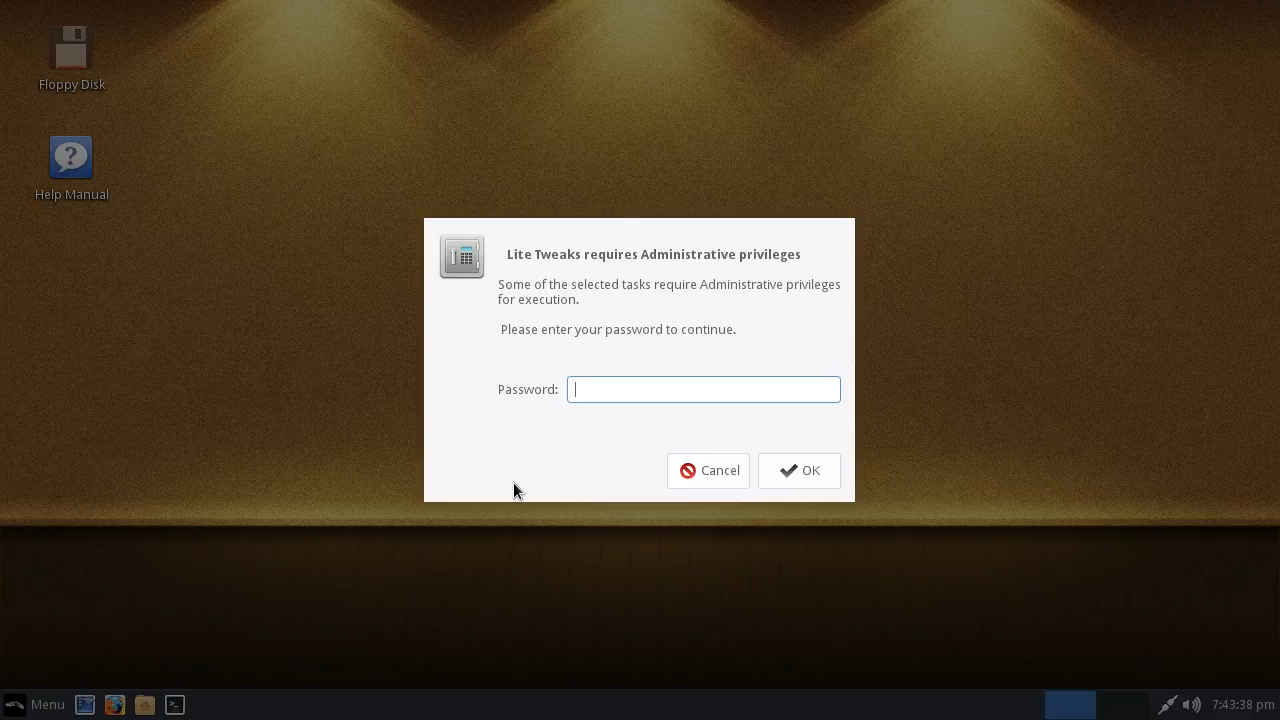 Floppy Disk
Help Manual
Lite Tweaks requires Administrative privileges
Some of the selected tasks require Administrative privileges
for execution.
Please enter your password to continue.
Password:
Cancel
OK
Menu
7:43:38 pm